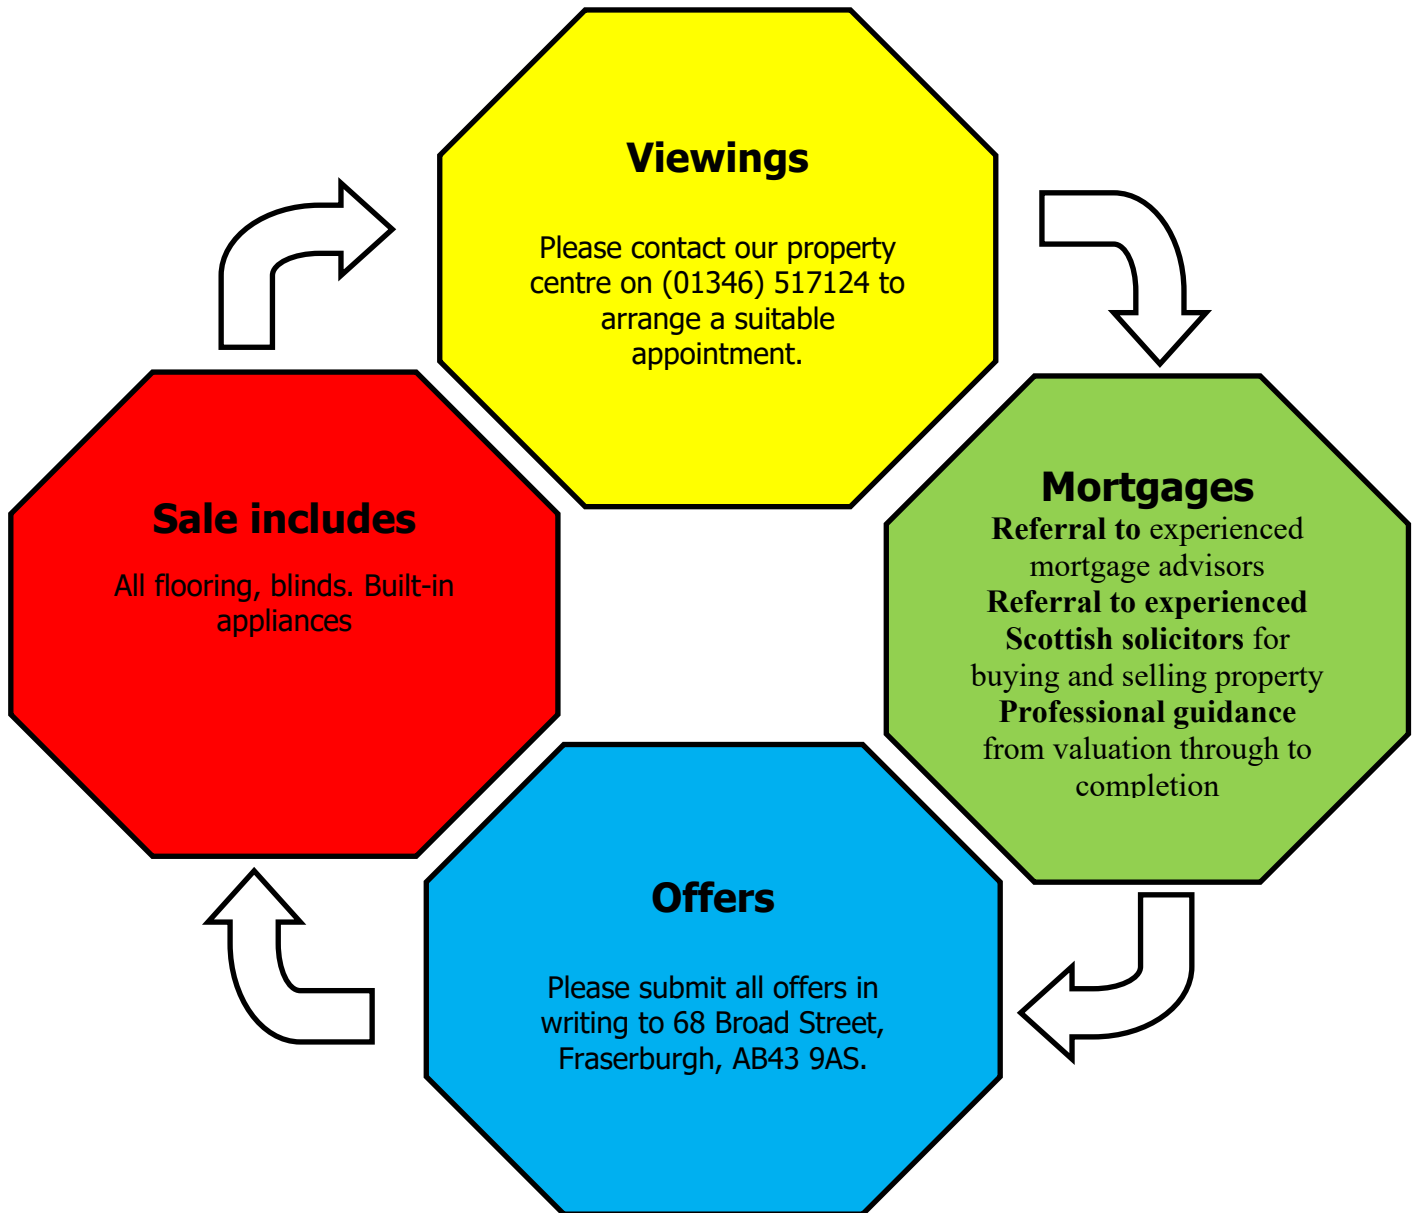 Viewings
Please contact our property
centre on (01346) 517124 to
arrange a suitable
appointment.
Mortgages
Referral to experienced
mortgage advisors
Referral to experienced
Scottish solicitors for
buying and selling property
Professional guidance
from valuation through to
completion
Sale includes
All flooring, blinds. Built-in
appliances
Offers
Please submit all offers in
writing to 68 Broad Street,
Fraserburgh, AB43 9AS.